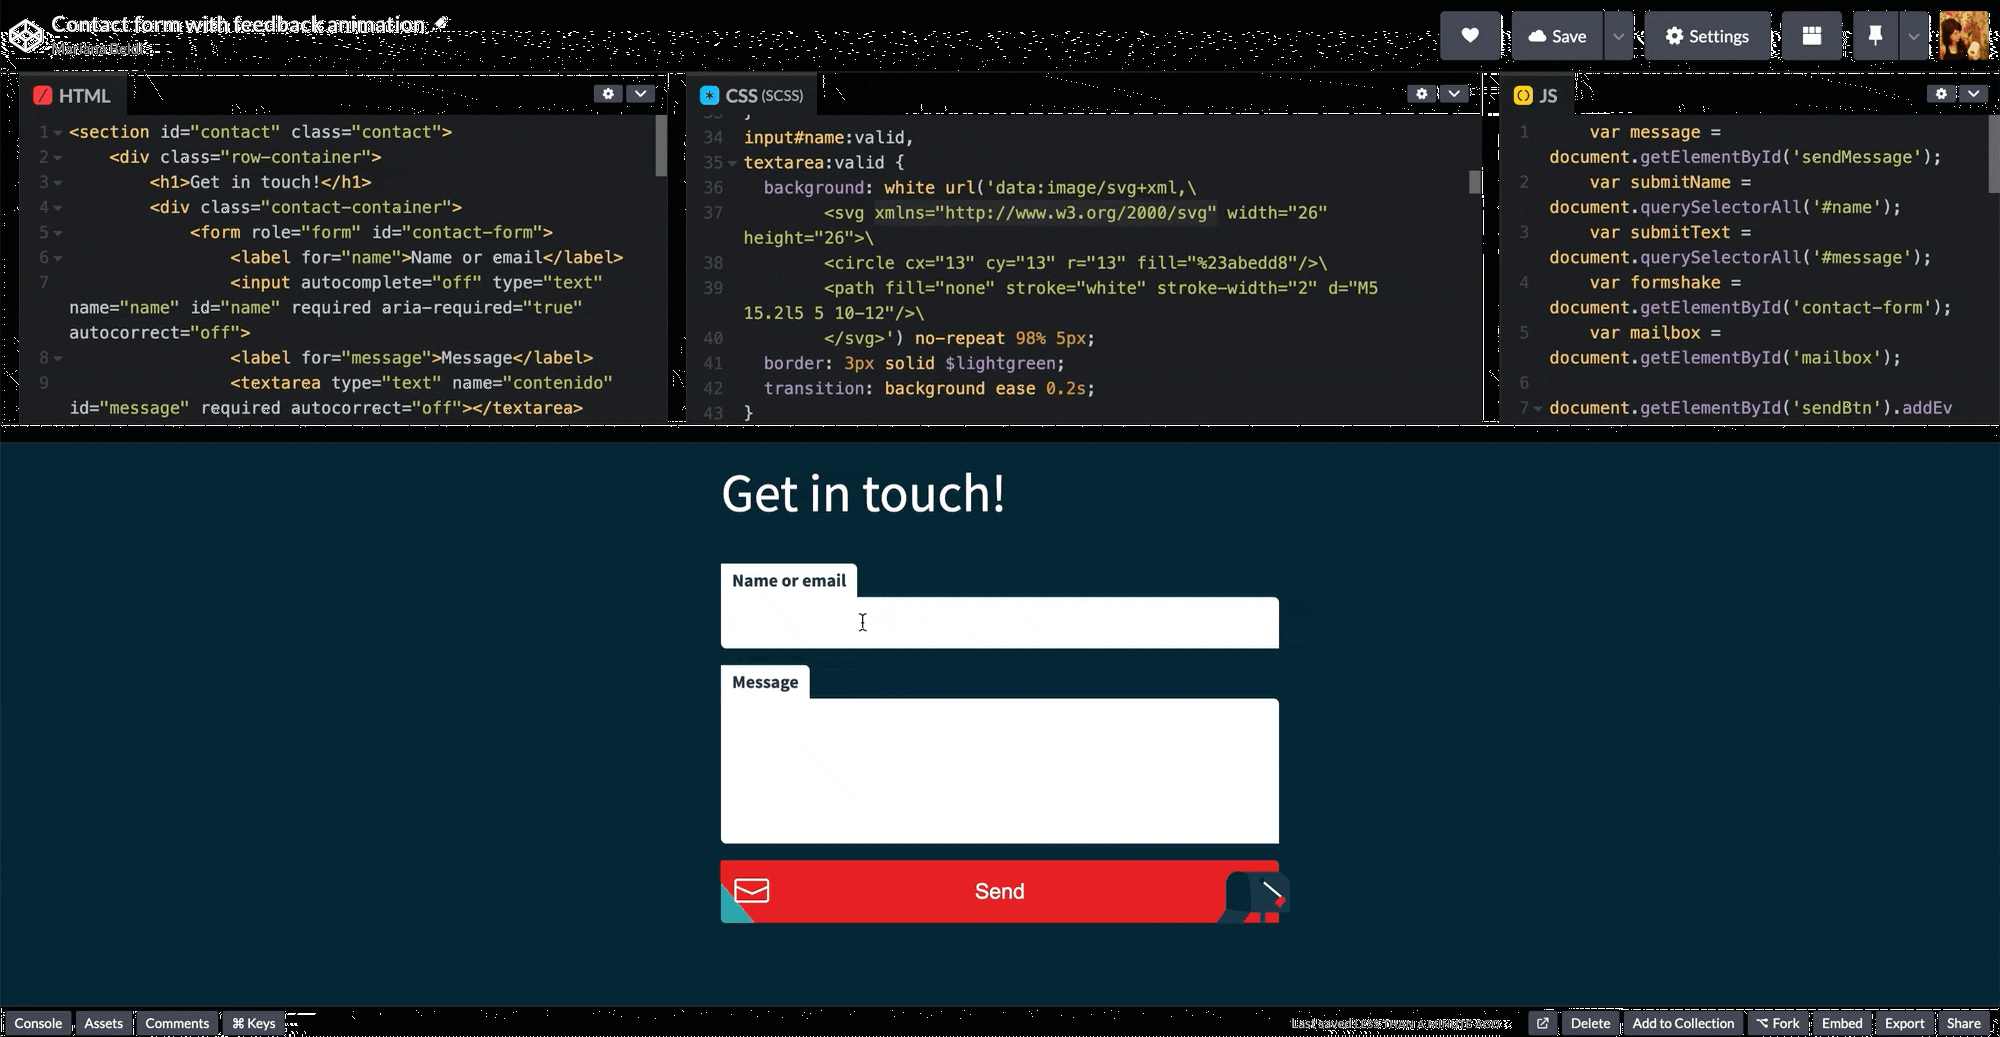 Contact form with feedback animation
Save
Settings
HTML
CSS (SCSS)
JS
1 <section id="contact" class="contact">
2 <div class="row-container">
3 <h1>Get in touch!</h1>
4 <div class="contact-container">
5 <form role="form" id="contact-form">
6 <label for="name">Name or email</label>
7 <input autocomplete="off" type="text"
name="name" id="name" required aria-required="true"
autocorrect="off">
8 <label for="message">Message</label>
9 <textarea type="text" name="contenido"
id="message" required autocorrect="off"></textarea>
33 }
34 input#name:valid,
35 textarea:valid {
36 background: white url('data:image/svg+xml,\
37 <svg xmlns="http://www.w3.org/2000/svg" width="26"
height="26">\
38 <circle cx="13" cy="13" r="13" fill="%23abedd8"/>\
39 <path fill="none" stroke="white" stroke-width="2" d="M5
15.2l5 5 10-12"/>\
40 </svg>') no-repeat 98% 5px;
41 border: 3px solid $lightgreen;
42 transition: background ease 0.2s;
43 }
1 var message =
document.getElementById('sendMessage');
2 var submitName =
document.querySelectorAll('#name');
3 var submitText =
document.querySelectorAll('#message');
4 var formshake =
document.getElementById('contact-form');
5 var mailbox =
document.getElementById('mailbox');
6
7 document.getElementById('sendBtn').addEv
Get in touch!
Name or email
Message
Send
Console
Assets
Comments
⌘ Keys
Delete
Add to Collection
Fork
Embed
Export
Share